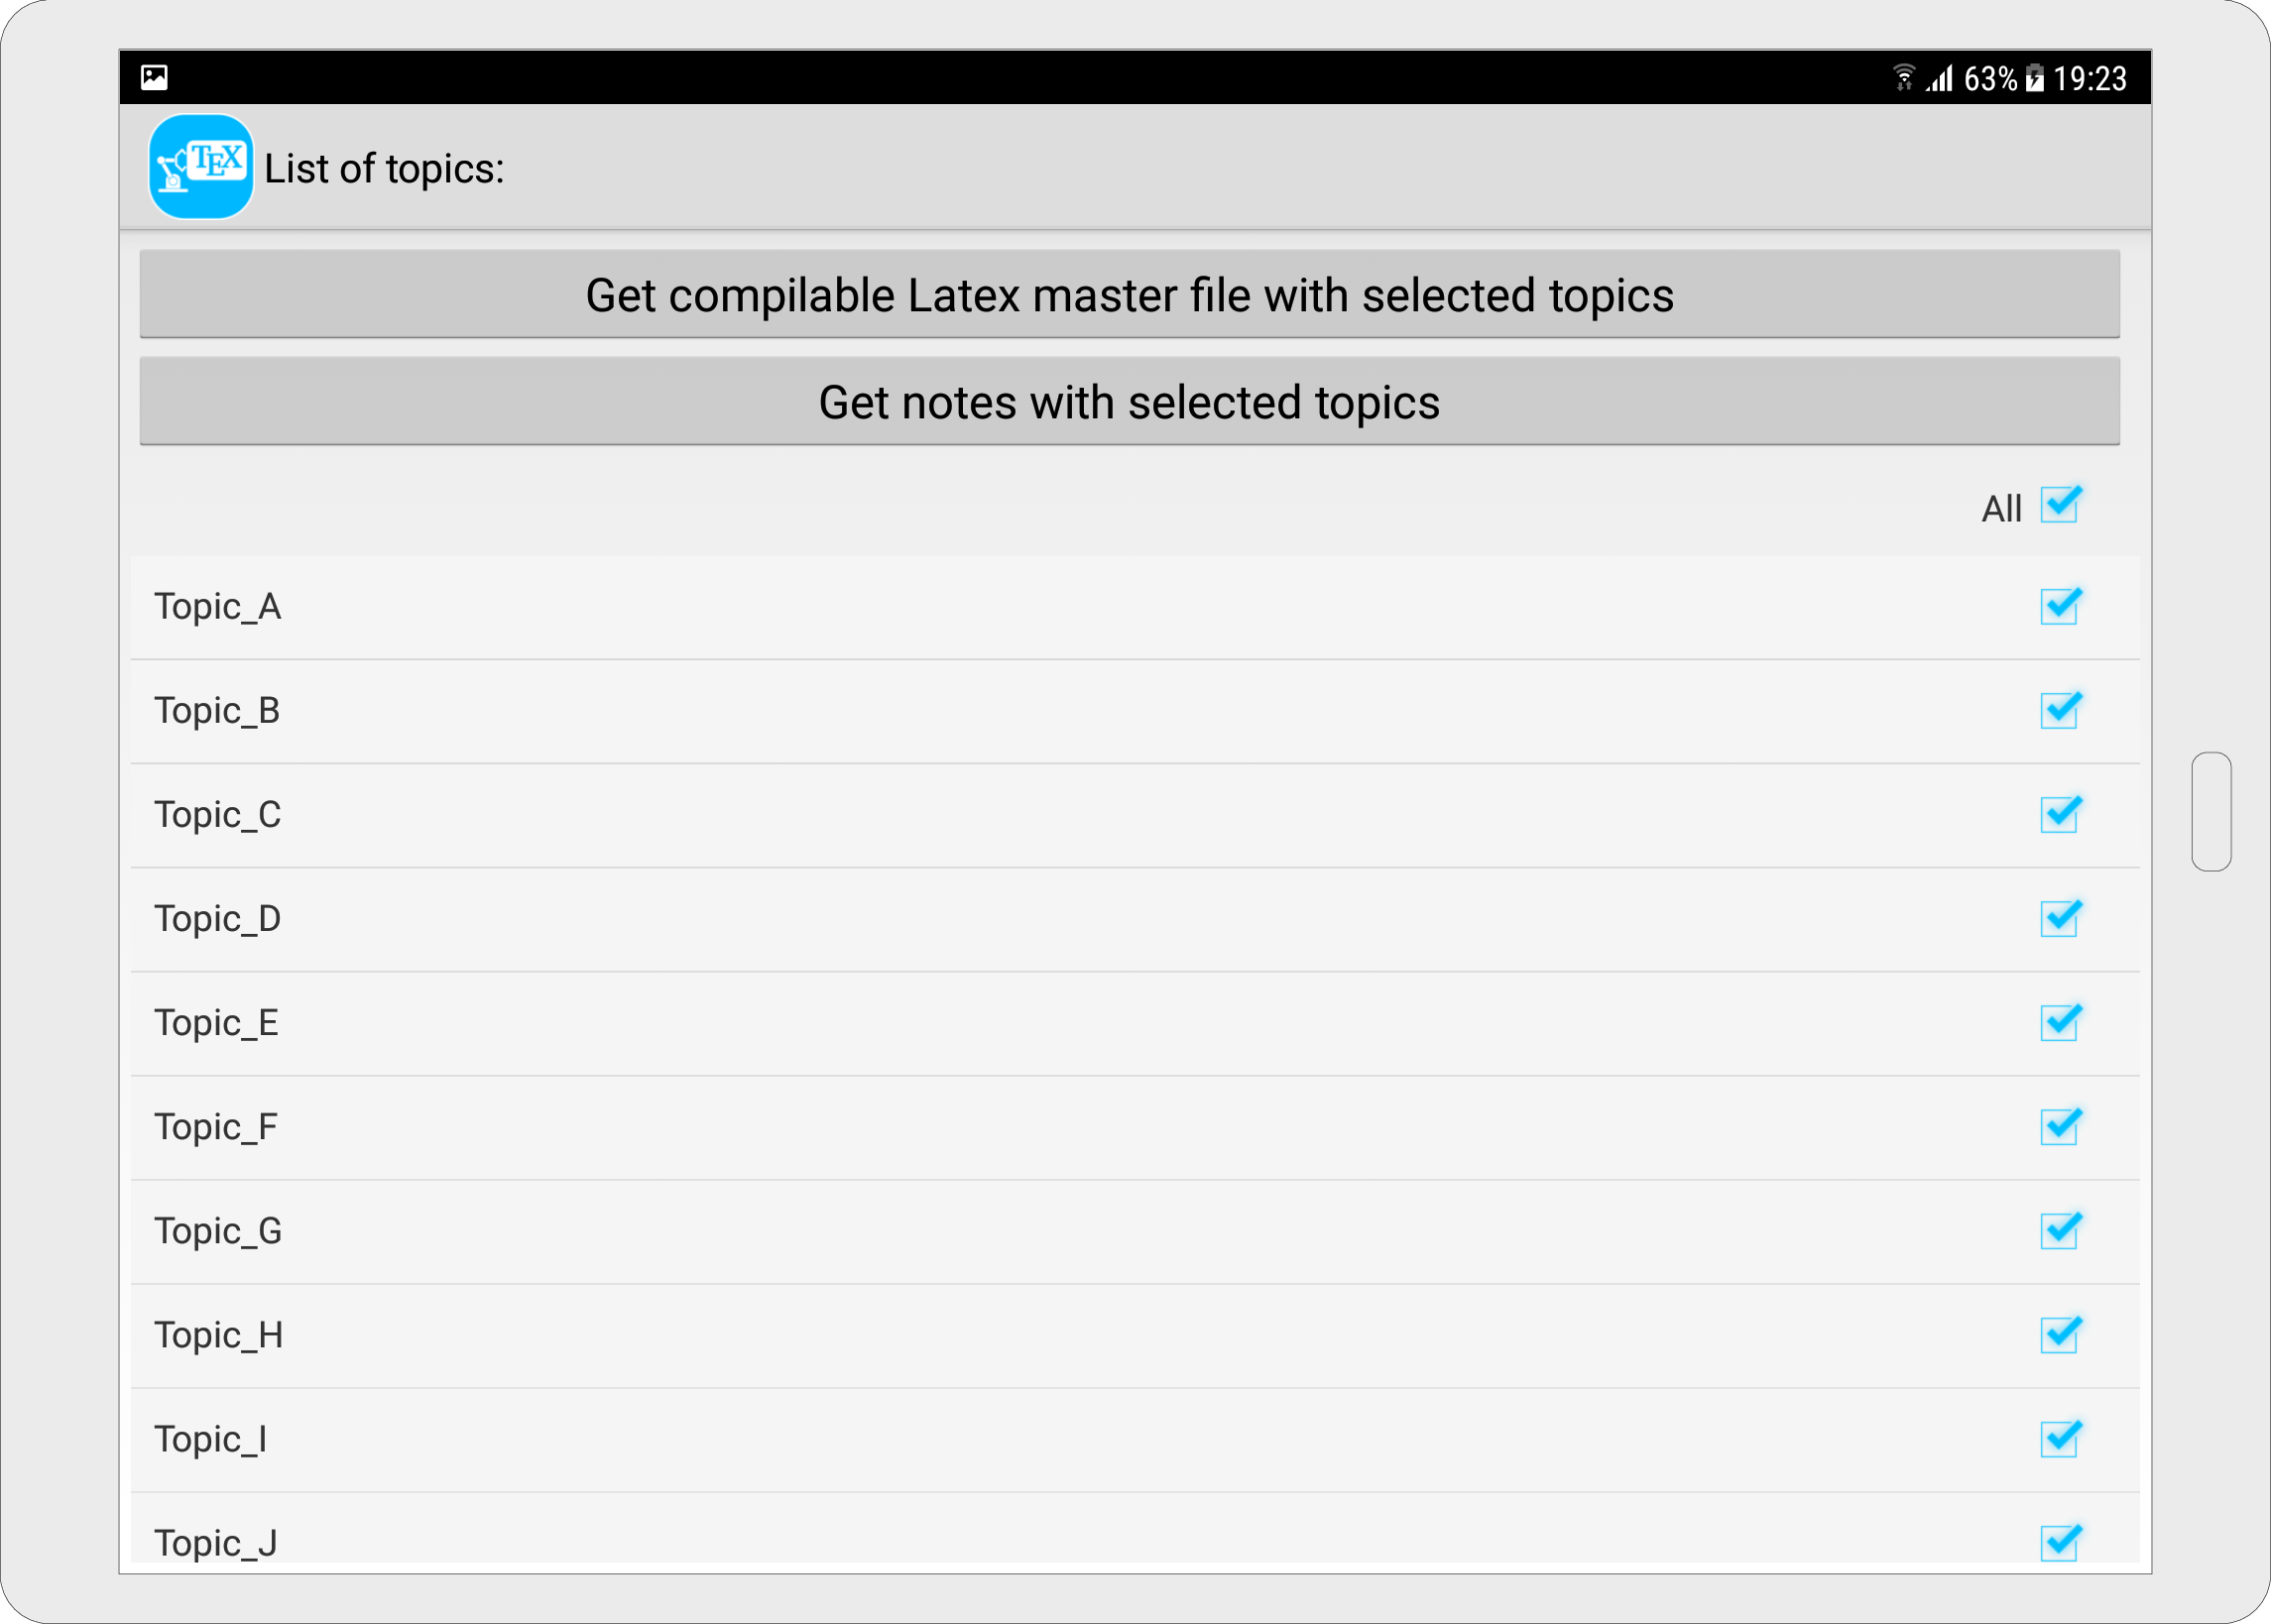 63% 19:23
TEX
List of topics:
Get compilable Latex master file with selected topics
Get notes with selected topics
All
Topic_A
Topic_B
Topic_C
Topic_D
Topic_E
Topic_F
Topic_G
Topic_H
Topic_I
Topic_J